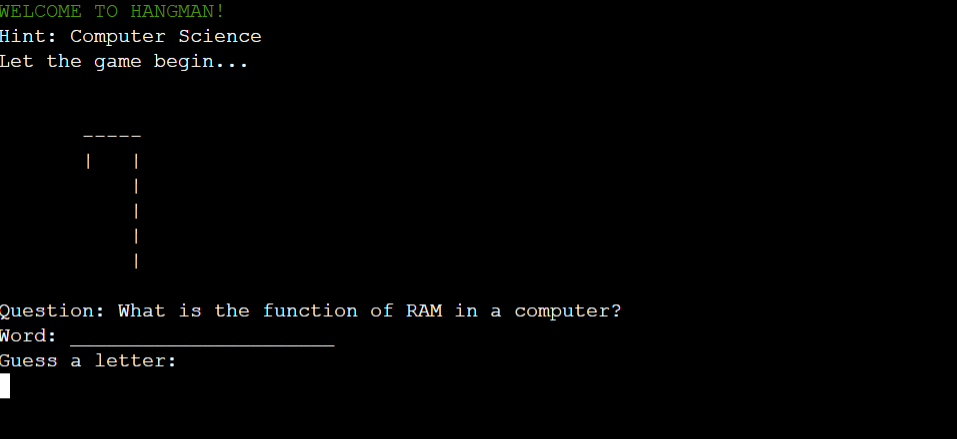 WELCOME TO HANGMAN!
Hint: Computer Science
Let the game begin...
Question: What is the function of RAM in a computer?
Word: ______________________
Guess a letter: